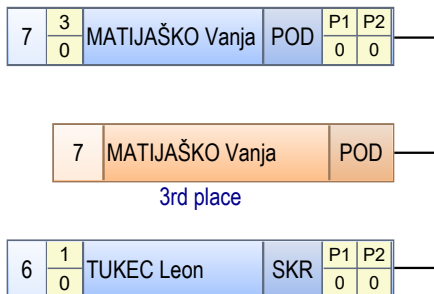 7 3 0 MATIJAŠKO Vanja POD P1 P2 0 0
7 MATIJAŠKO Vanja POD
3rd place
6 1 0 TUKEC Leon SKR P1 P2 0 0